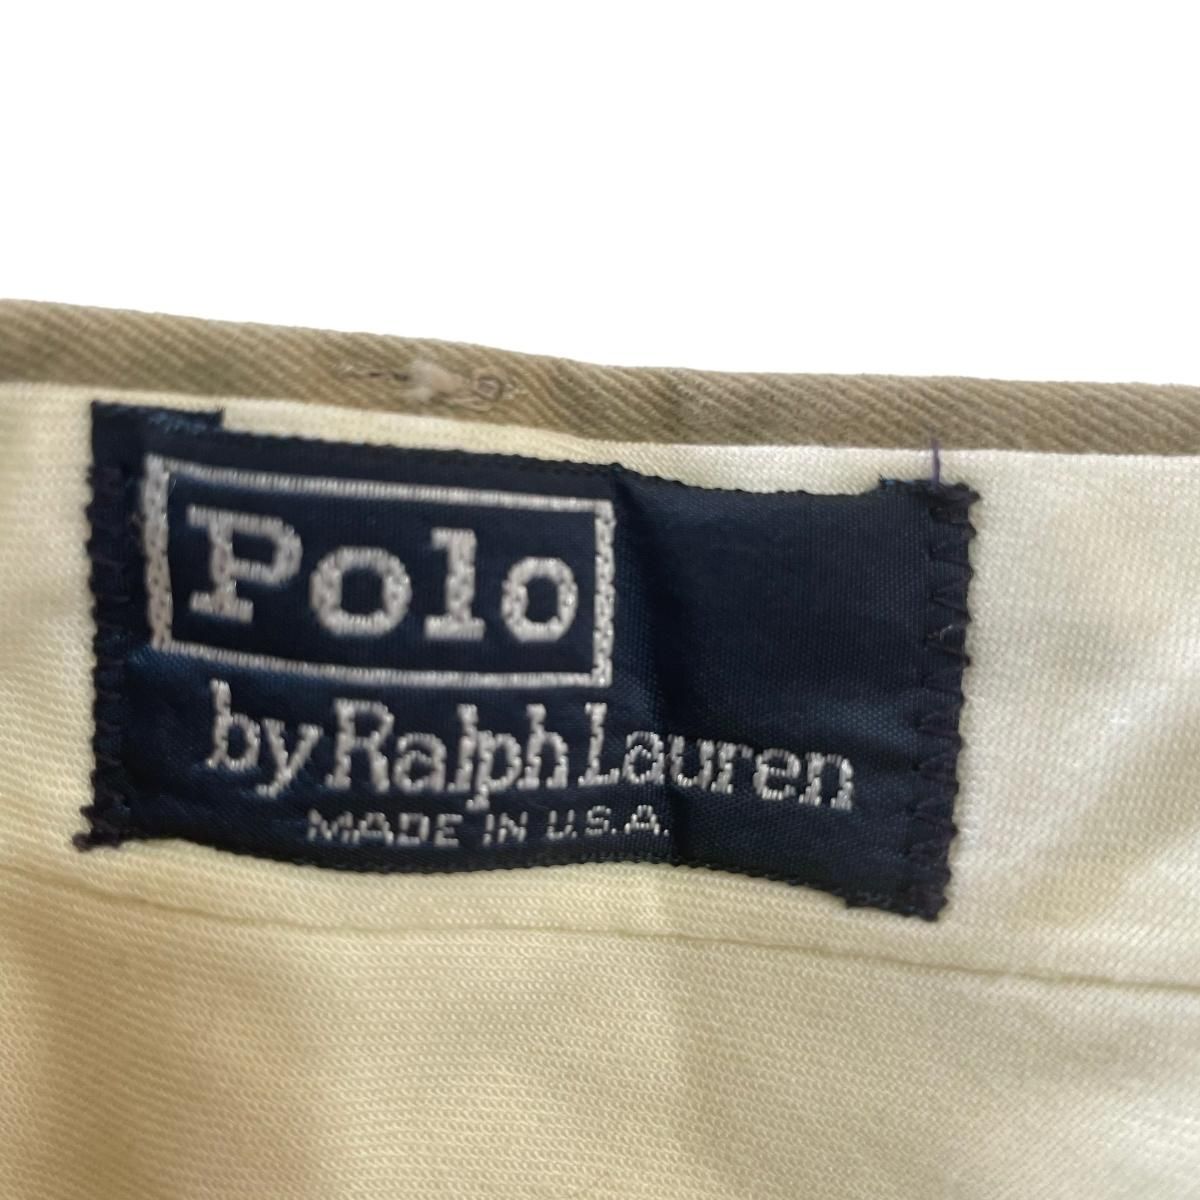 Polo
by Ralph Lauren
MADE IN U.S.A.